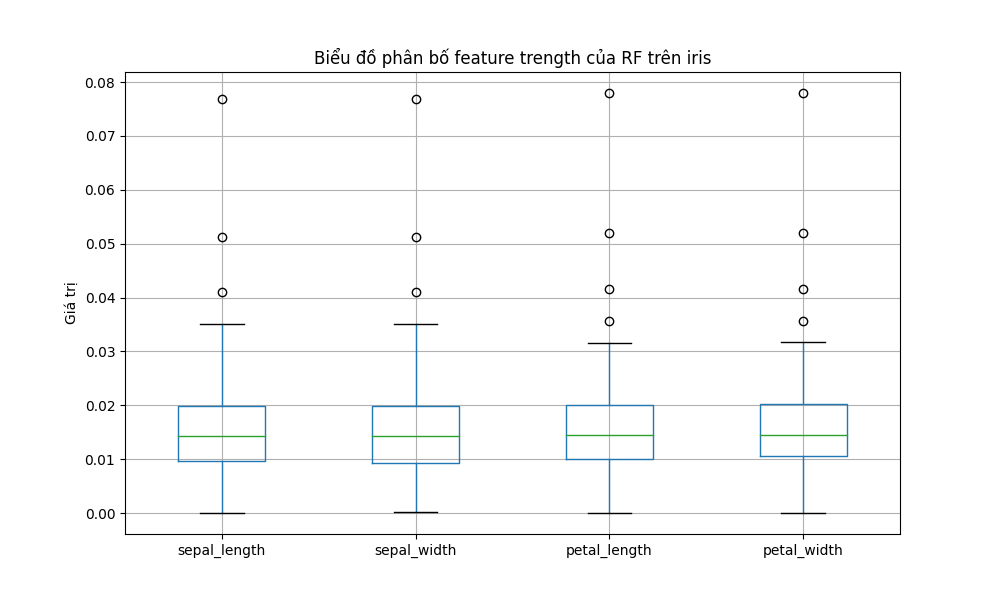 Biểu đồ phân bố feature trength của RF trên iris
Giá trị
0.08
0.07
0.06
0.05
0.04
0.03
0.02
0.01
0.00
sepal_length
sepal_width
petal_length
petal_width